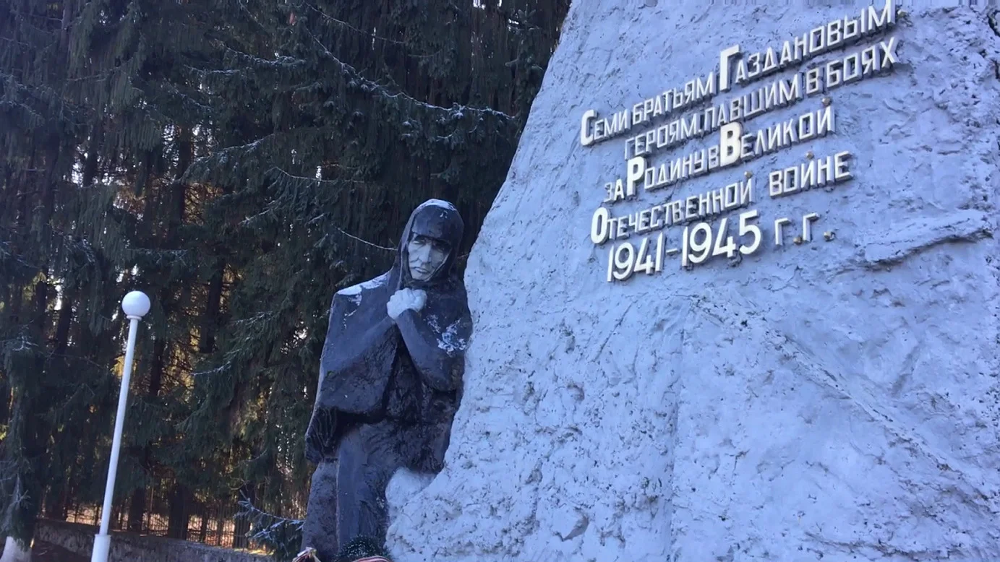 Семи братьям Газдановым
героям, павшим в боях
за Родину в Великой
Отечественной войне
1941-1945 г.г.